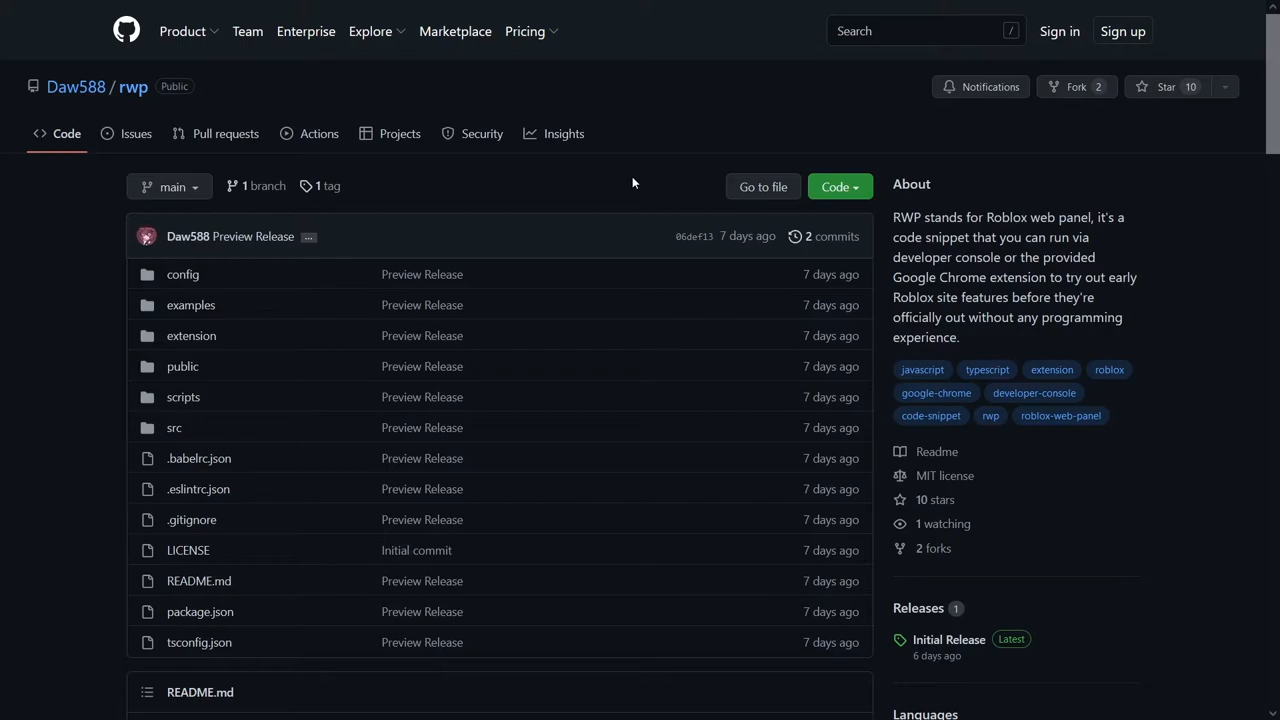 Product Team Enterprise Explore Marketplace Pricing Search / Sign in Sign up
Daw588 / rwp Public Notifications Fork 2 Star 10
Code Issues Pull requests Actions Projects Security Insights
main 1 branch 1 tag Go to file Code
Daw588 Preview Release ... 06def13 7 days ago 2 commits
config Preview Release 7 days ago
examples Preview Release 7 days ago
extension Preview Release 7 days ago
public Preview Release 7 days ago
scripts Preview Release 7 days ago
src Preview Release 7 days ago
.babelrc.json Preview Release 7 days ago
.eslintrc.json Preview Release 7 days ago
.gitignore Preview Release 7 days ago
LICENSE Initial commit 7 days ago
README.md Preview Release 7 days ago
package.json Preview Release 7 days ago
tsconfig.json Preview Release 7 days ago
README.md
About
RWP stands for Roblox web panel, it's a
code snippet that you can run via
developer console or the provided
Google Chrome extension to try out early
Roblox site features before they're
officially out without any programming
experience.
javascript typescript extension roblox
google-chrome developer-console
code-snippet rwp roblox-web-panel
Readme
MIT license
10 stars
1 watching
2 forks
Releases 1
Initial Release Latest
6 days ago
Languages